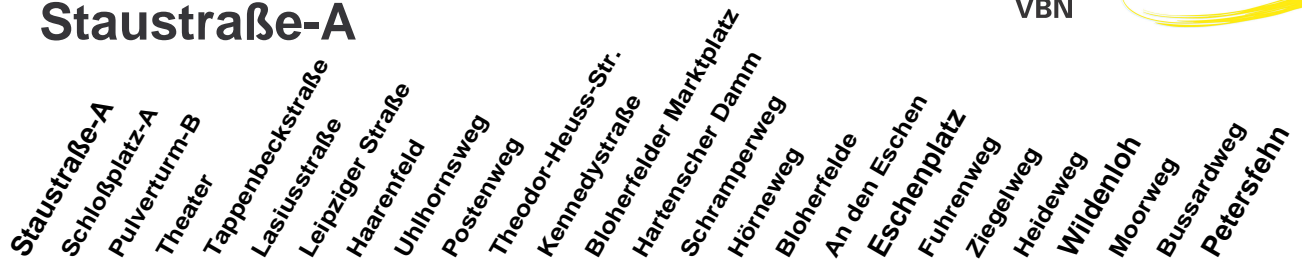 Staustraße-A
VBN
Staustraße-A
Schloßplatz-A
Pulverturm-B
Theater
Tappenbeckstraße
Lasiusstraße
Leipziger Straße
Haarenfeld
Uhlhornsweg
Postenweg
Theodor-Heuss-Str.
Kennedystraße
Bloherfelder Marktplatz
Hartenscher Damm
Schramperweg
Hörneweg
Bloherfelde
An den Eschen
Eschenplatz
Fuhrenweg
Ziegelweg
Heideweg
Wildenloh
Moorweg
Bussardweg
Petersfehn